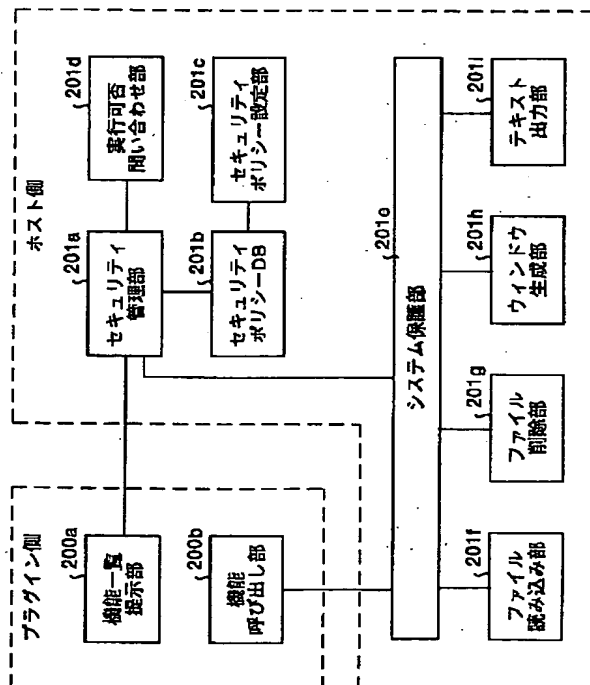 プラグイン側
200a
機能一覧
提示部
200b
機能
呼び出し部
ホスト側
201a
セキュリティ
管理部
201d
実行可否
問い合わせ部
201b
セキュリティ
ポリシーDB
201c
セキュリティ
ポリシー設定部
201e
システム保護部
201f
ファイル
読み込み部
201g
ファイル
削除部
201h
ウィンドウ
生成部
201i
テキスト
出力部